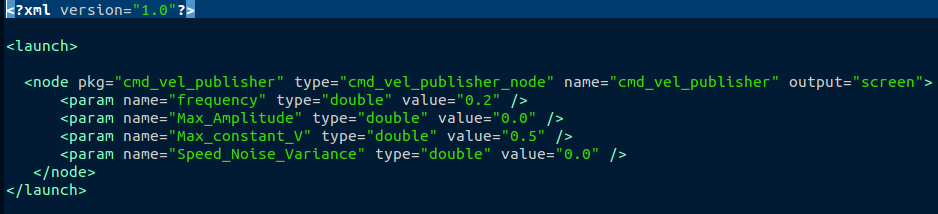 <?xml version="1.0"?>
<launch>
<node pkg="cmd_vel_publisher" type="cmd_vel_publisher_node" name="cmd_vel_publisher" output="screen">
<param name="frequency" type="double" value="0.2" />
<param name="Max_Amplitude" type="double" value="0.0" />
<param name="Max_constant_V" type="double" value="0.5" />
<param name="Speed_Noise_Variance" type="double" value="0.0" />
</node>
</launch>